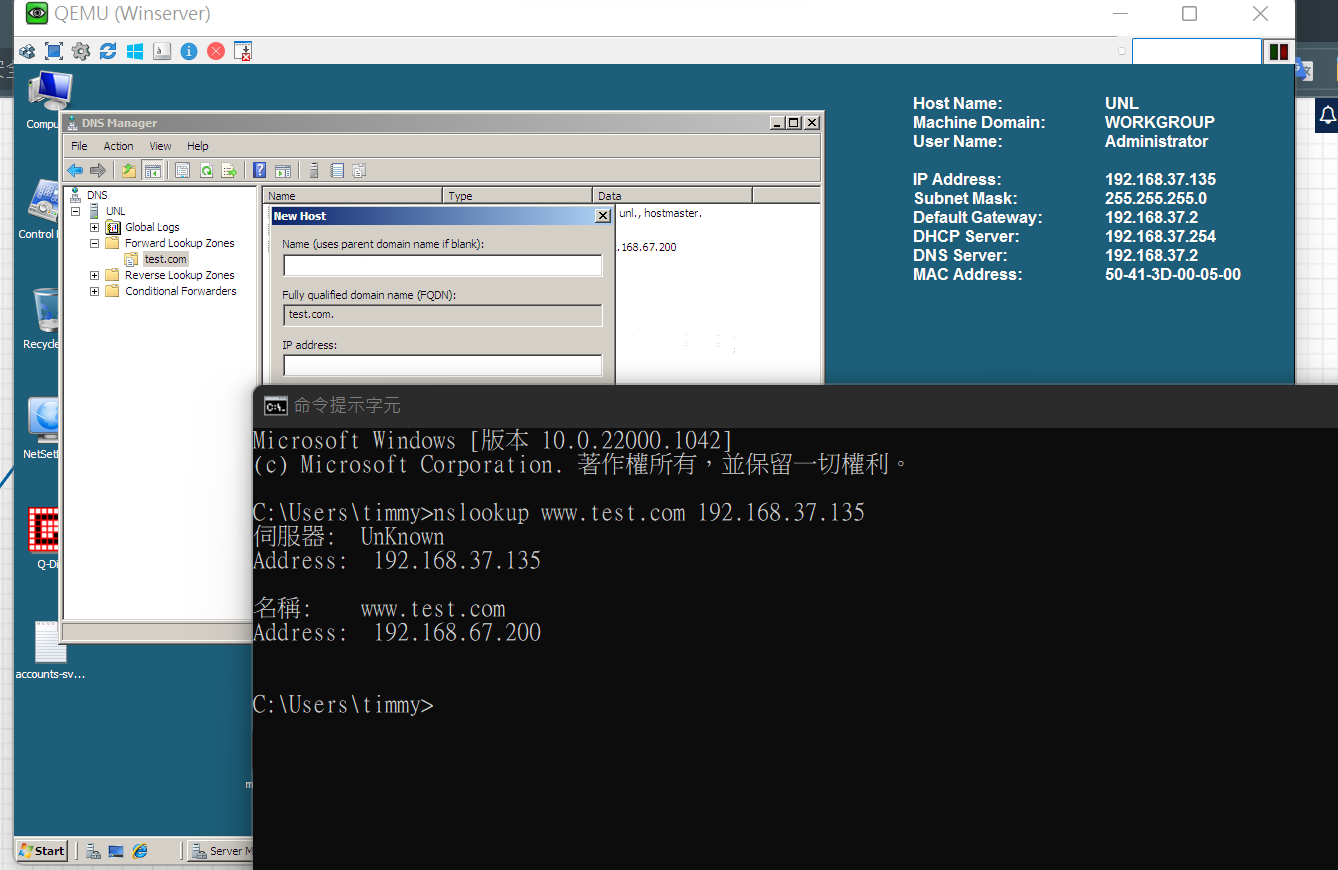 QEMU (Winserver)
Host Name: UNL
Machine Domain: WORKGROUP
User Name: Administrator
IP Address: 192.168.37.135
Subnet Mask: 255.255.255.0
Default Gateway: 192.168.37.2
DHCP Server: 192.168.37.254
DNS Server: 192.168.37.2
MAC Address: 50-41-3D-00-05-00
Compu
Control
Recycle
NetSet
Q-Di
accounts-sv...
DNS Manager
File Action View Help
DNS
UNL
Global Logs
Forward Lookup Zones
test.com
Reverse Lookup Zones
Conditional Forwarders
Name Type Data
unl., hostmaster.
.168.67.200
New Host
Name (uses parent domain name if blank):
Fully qualified domain name (FQDN):
test.com.
IP address:
命令提示字元
Microsoft Windows [版本 10.0.22000.1042]
(c) Microsoft Corporation. 著作權所有，並保留一切權利。
C:\Users\timmy>nslookup www.test.com 192.168.37.135
伺服器: UnKnown
Address: 192.168.37.135
名稱: www.test.com
Address: 192.168.67.200
C:\Users\timmy>
Start
Server M